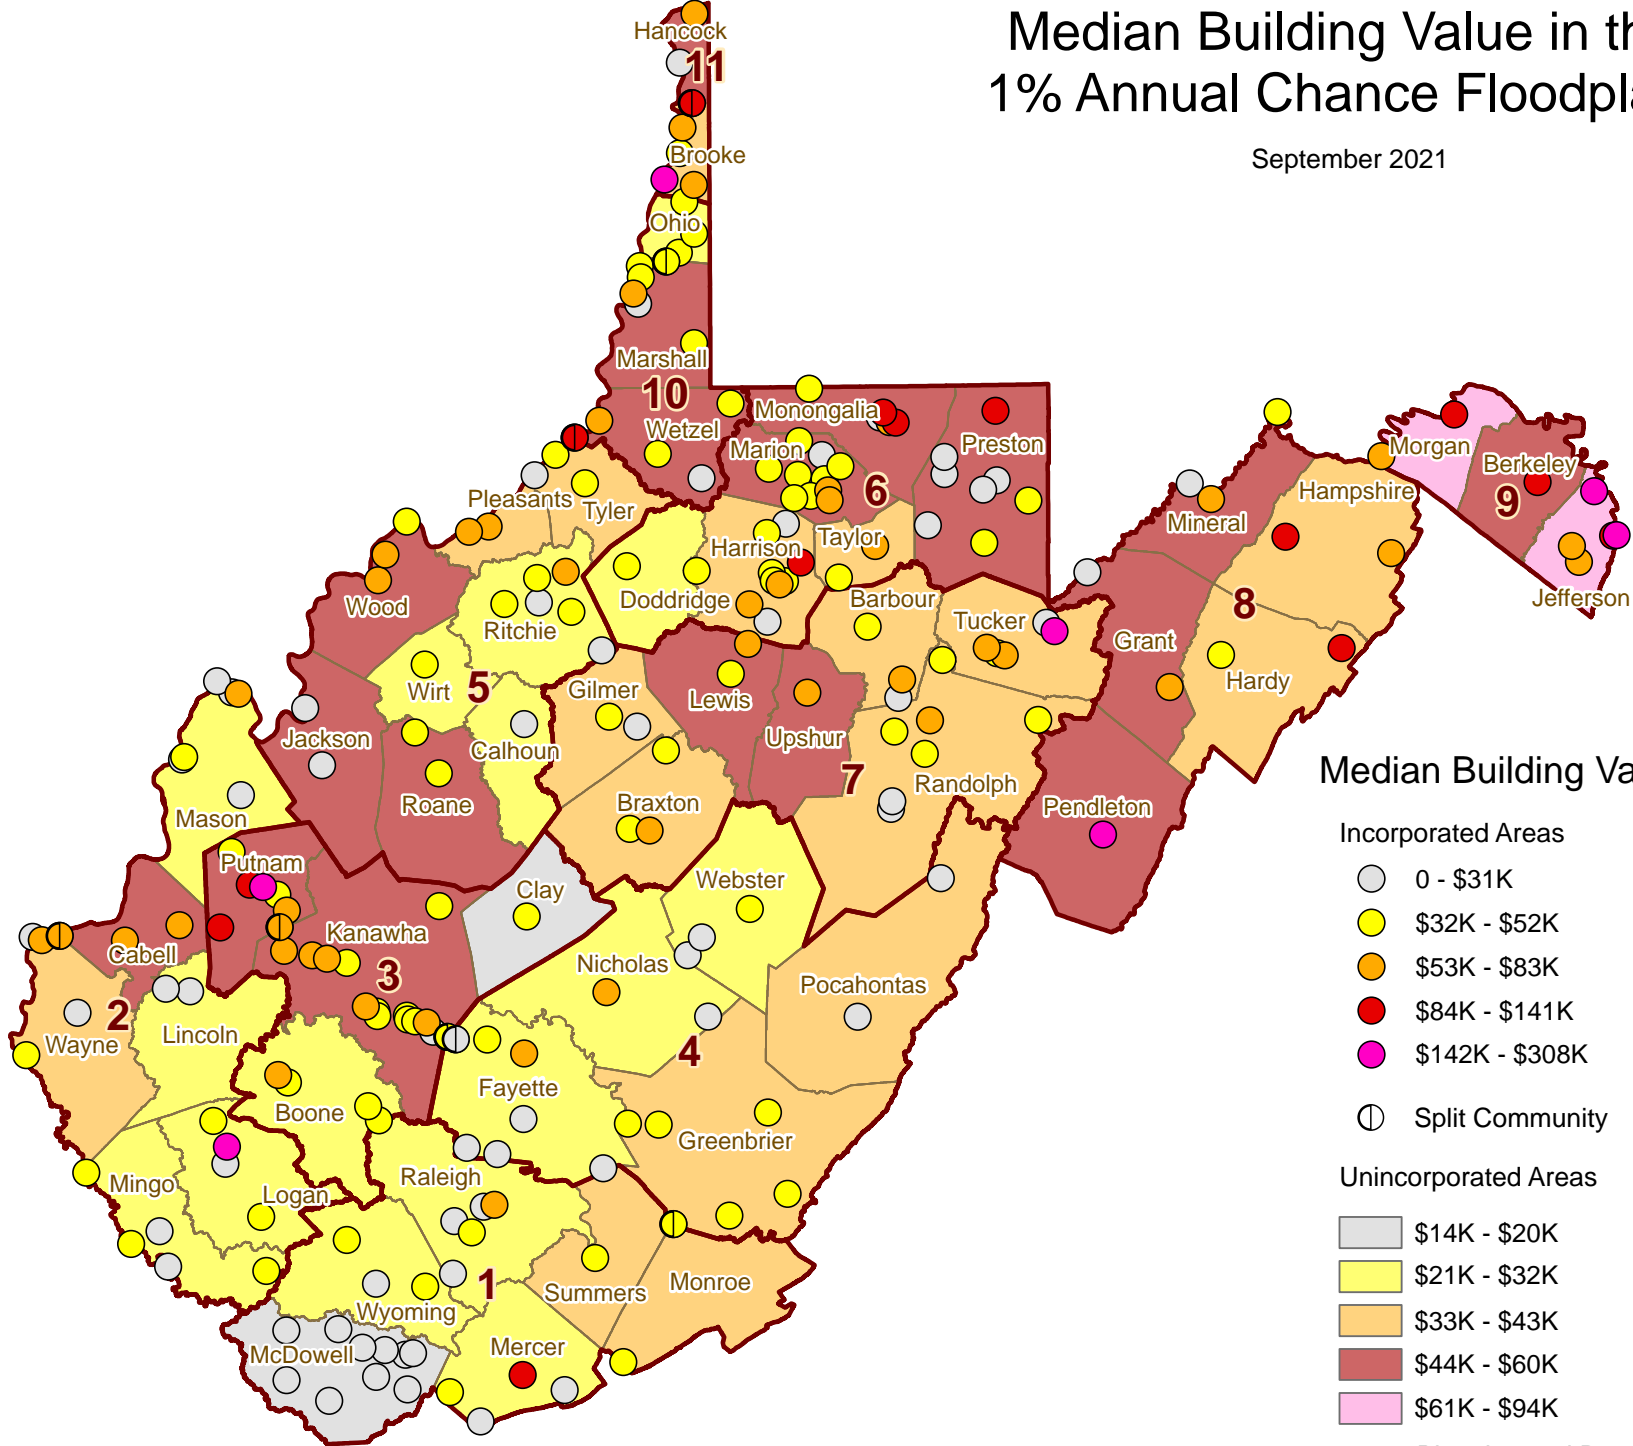 Median Building Value in th
1% Annual Chance Floodpla
September 2021
Hancock
11
Brooke
Ohio
Marshall
10
Wetzel
Monongalia
Marion
Preston
6
Pleasants
Tyler
Harrison
Taylor
Doddridge
Wood
Ritchie
Barbour
Tucker
Mineral
Hampshire
Morgan
Berkeley
9
Jefferson
8
Grant
Hardy
Wirt
5
Gilmer
Lewis
Upshur
Jackson
Calhoun
7
Randolph
Roane
Braxton
Pendleton
Mason
Putnam
Clay
Webster
Kanawha
Cabell
3
Nicholas
Pocahontas
2
Wayne
Lincoln
4
Fayette
Boone
Greenbrier
Mingo
Logan
Raleigh
1
Summers
Monroe
Wyoming
McDowell
Mercer
Median Building Va
Incorporated Areas
0 - $31K
$32K - $52K
$53K - $83K
$84K - $141K
$142K - $308K
Split Community
Unincorporated Areas
$14K - $20K
$21K - $32K
$33K - $43K
$44K - $60K
$61K - $94K